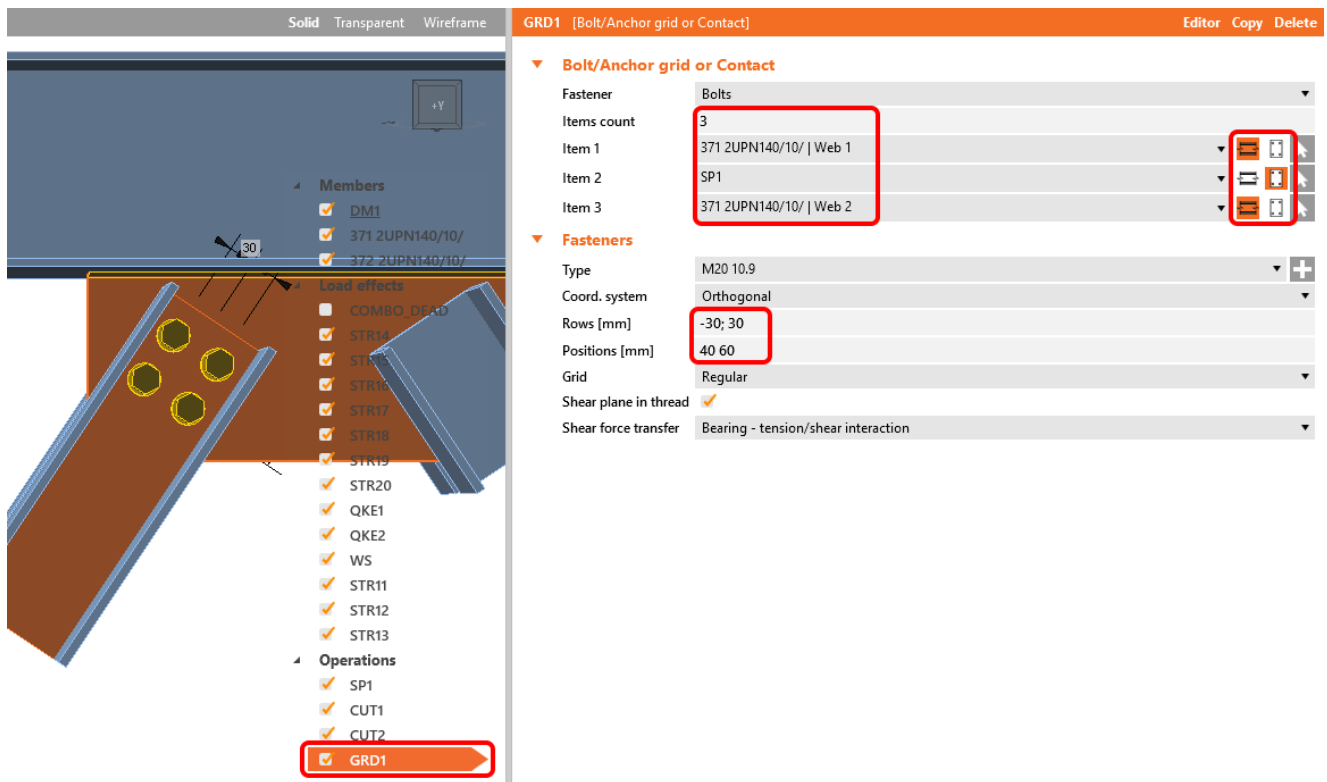 Solid Transparent Wireframe
+Y
30
Members
DM1
371 2UPN140/10/
372 2UPN140/10/
Load effects
COMBO_DEAD
STR14
STR15
STR16
STR17
STR18
STR19
STR20
QKE1
QKE2
WS
STR11
STR12
STR13
Operations
SP1
CUT1
CUT2
GRD1
GRD1 [Bolt/Anchor grid or Contact] Editor Copy Delete
Bolt/Anchor grid or Contact
Fastener Bolts
Items count 3
Item 1 371 2UPN140/10/ | Web 1
Item 2 SP1
Item 3 371 2UPN140/10/ | Web 2
Fasteners
Type M20 10.9
Coord. system Orthogonal
Rows [mm] -30; 30
Positions [mm] 40 60
Grid Regular
Shear plane in thread
Shear force transfer Bearing - tension/shear interaction